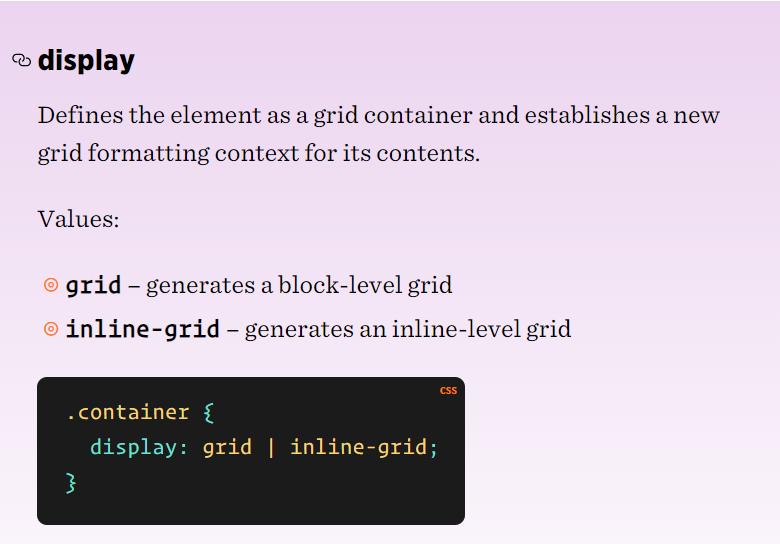 display
Defines the element as a grid container and establishes a new
grid formatting context for its contents.
Values:
grid – generates a block-level grid
inline-grid – generates an inline-level grid
CSS
.container {
  display: grid | inline-grid;
}